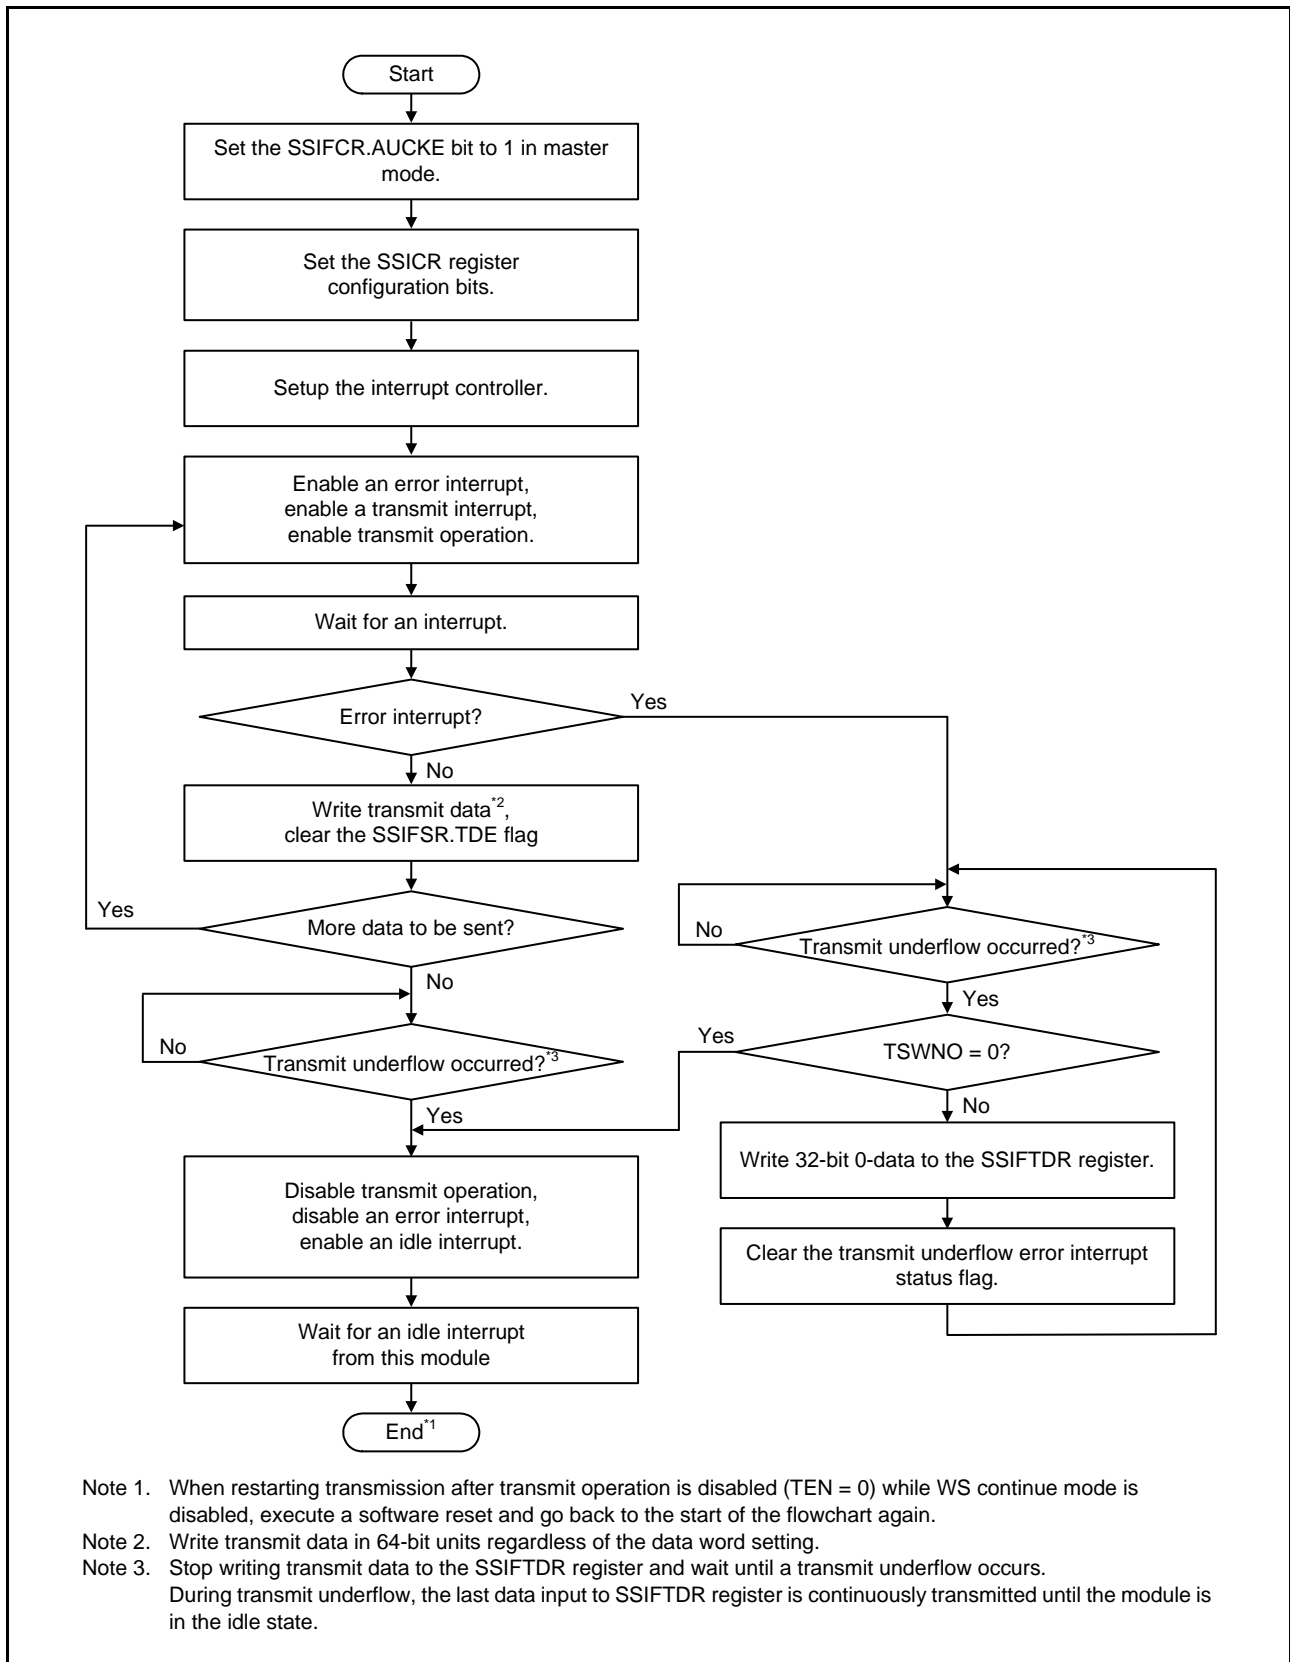 Start
Set the SSIFCR.AUCKE bit to 1 in master
mode.
Set the SSICR register
configuration bits.
Setup the interrupt controller.
Enable an error interrupt,
enable a transmit interrupt,
enable transmit operation.
Wait for an interrupt.
Error interrupt?
Yes
No
Write transmit data*2,
clear the SSIFSR.TDE flag
More data to be sent?
Yes
No
Transmit underflow occurred?*3
No
Yes
Transmit underflow occurred?*3
No
Yes
TSWNO = 0?
Yes
No
Write 32-bit 0-data to the SSIFTDR register.
Clear the transmit underflow error interrupt
status flag.
Disable transmit operation,
disable an error interrupt,
enable an idle interrupt.
Wait for an idle interrupt
from this module
End*1
Note 1. When restarting transmission after transmit operation is disabled (TEN = 0) while WS continue mode is
disabled, execute a software reset and go back to the start of the flowchart again.
Note 2. Write transmit data in 64-bit units regardless of the data word setting.
Note 3. Stop writing transmit data to the SSIFTDR register and wait until a transmit underflow occurs.
During transmit underflow, the last data input to SSIFTDR register is continuously transmitted until the module is
in the idle state.